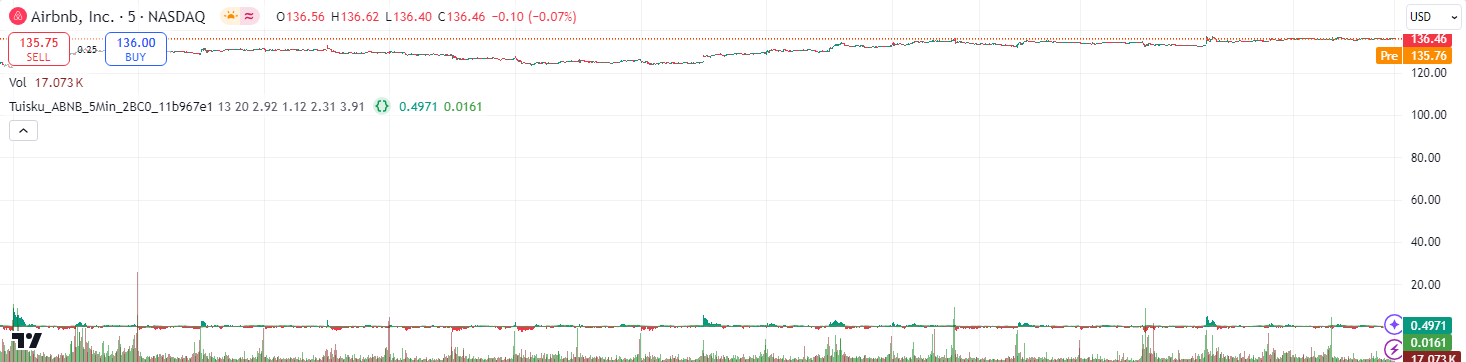 Airbnb, Inc. · 5 · NASDAQ O136.56 H136.62 L136.40 C136.46 −0.10 (−0.07%)
USD
135.75
SELL
0.25
136.00
BUY
136.46
Pre 135.76
Vol 17.073 K
Tuisku_ABNB_5Min_2BC0_11b967e1 13 20 2.92 1.12 2.31 3.91 0.4971 0.0161
120.00
100.00
80.00
60.00
40.00
20.00
0.4971
0.0161
17.073 K